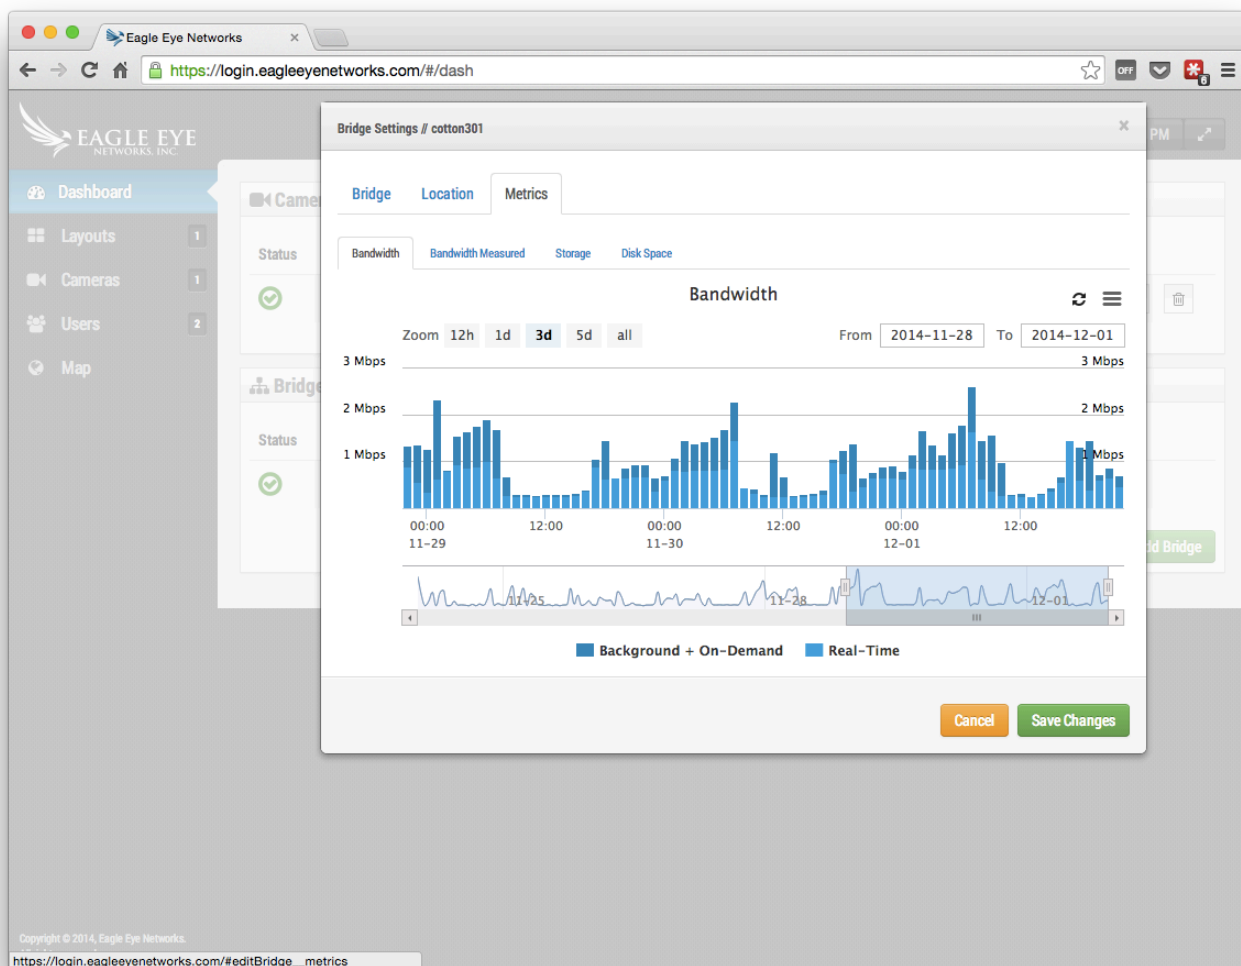 Eagle Eye Networks
https://login.eagleeyenetworks.com/#/dash
OFF
6
EAGLE EYE
NETWORKS, INC.
PM
Dashboard
Layouts 1
Cameras 1
Users 2
Map
Status
Status
Bridge Settings // cotton301
Bridge Location Metrics
Bandwidth Bandwidth Measured Storage Disk Space
Bandwidth
Zoom 12h 1d 3d 5d all From 2014-11-28 To 2014-12-01
3 Mbps 3 Mbps
2 Mbps 2 Mbps
1 Mbps 1 Mbps
00:00 12:00 00:00 12:00 00:00 12:00
11-29 11-30 12-01
11-25 11-28 12-01
Background + On-Demand Real-Time
Bridge
Cancel Save Changes
Copyright © 2014, Eagle Eye Networks.
https://login.eagleeyenetworks.com/#editBridge__metrics